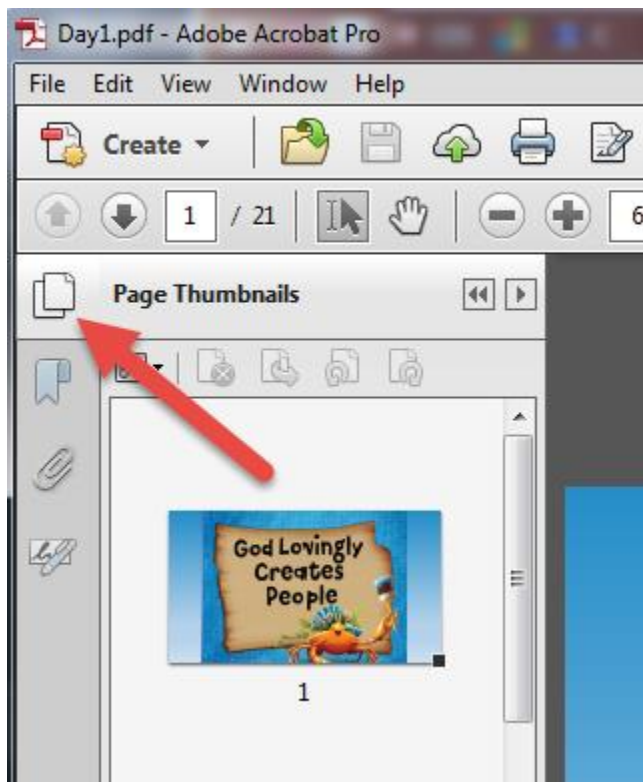 Day1.pdf - Adobe Acrobat Pro
File Edit View Window Help
Create
1 / 21
6
Page Thumbnails
God Lovingly
Creates
People
1